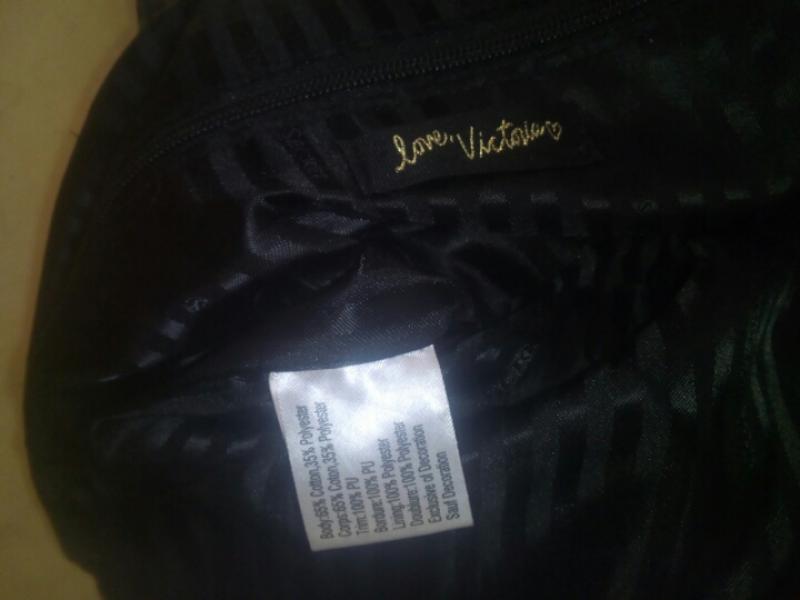 love, Victoria
Body:65% Cotton,35% Polyester
Corps:65% Coton,35% Polyester
Trim:100% PU
Bordure:100% PU
Lining:100% Polyester
Doublure:100% Polyester
Exclusive of Decoration
Sauf Decoration